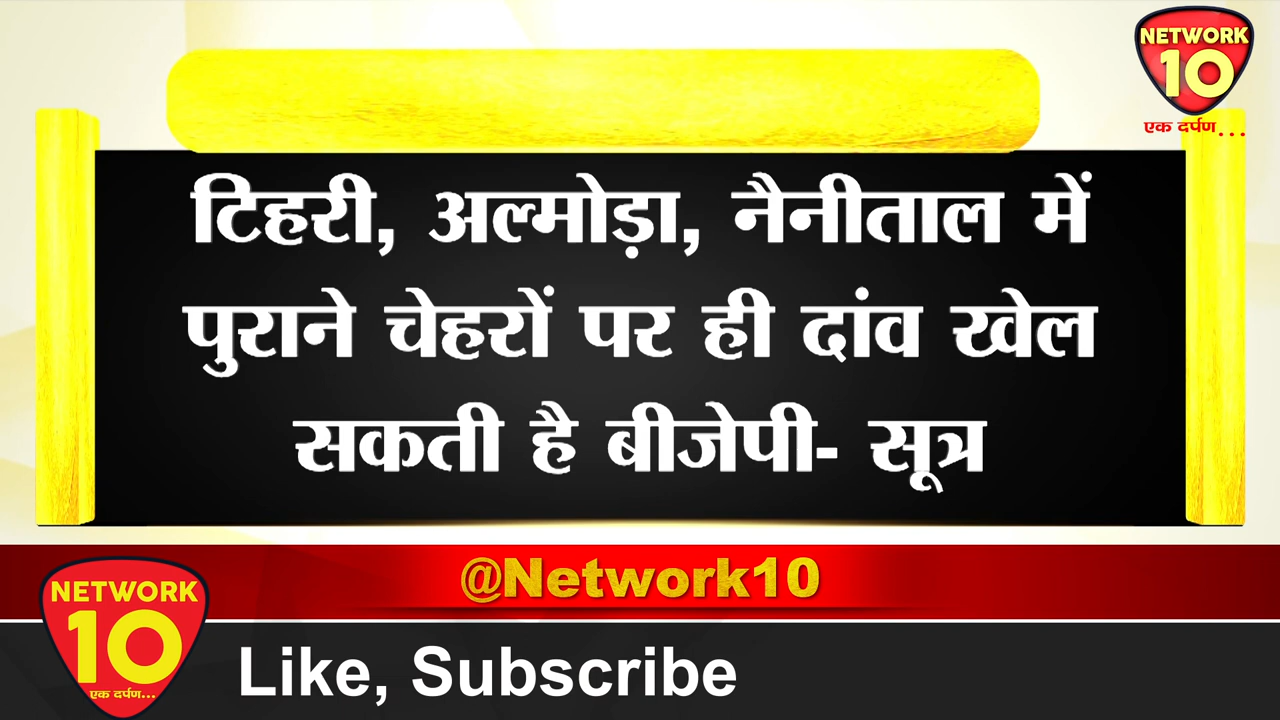 NETWORK
10
एक दर्पण...
टिहरी, अल्मोड़ा, नैनीताल में
पुराने चेहरों पर ही दांव खेल
सकती है बीजेपी- सूत्र
@Network10
NETWORK
10
एक दर्पण...
Like, Subscribe